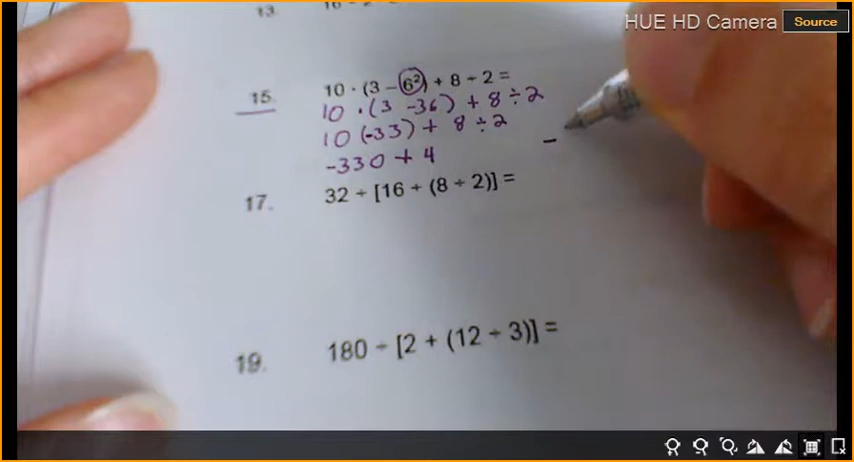 HUE HD Camera
Source
13.
15.
10 · (3 – 6²) + 8 ÷ 2 =
10 · (3 -36) + 8 ÷ 2
10 (-33) + 8 ÷ 2
-330 + 4
–
17.
32 ÷ [16 ÷ (8 ÷ 2)] =
19.
180 ÷ [2 + (12 ÷ 3)] =